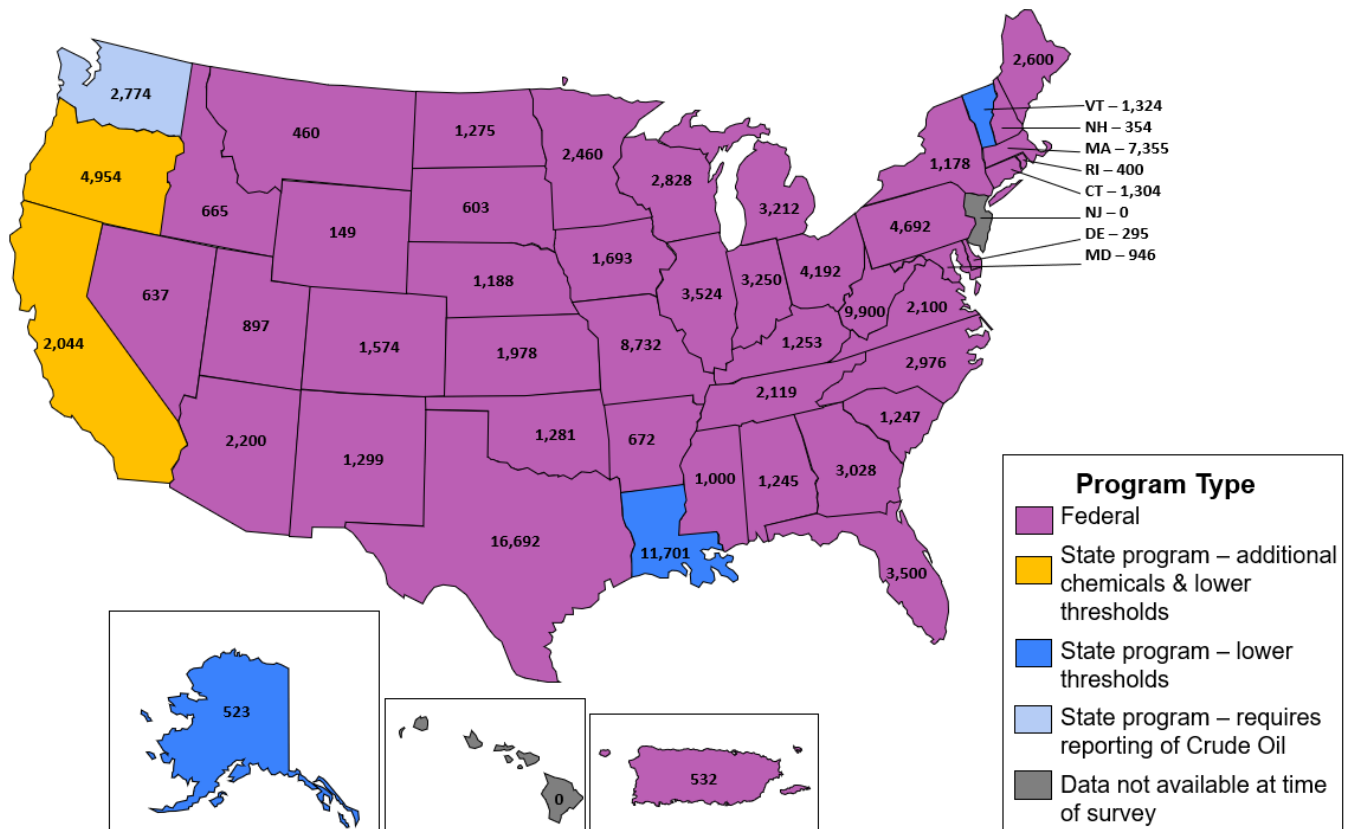 2,600
2,774
460
1,275
VT – 1,324
NH – 354
MA – 7,355
RI – 400
CT – 1,304
NJ – 0
DE – 295
MD – 946
2,460
1,178
4,954
2,828
665
603
3,212
4,692
149
1,693
4,192
637
1,188
3,524
3,250
9,900
2,100
897
2,044
1,574
1,978
8,732
1,253
2,976
2,119
2,200
1,299
1,281
672
1,247
1,000
1,245
3,028
16,692
11,701
3,500
523
0
532
Program Type
Federal
State program – additional
chemicals & lower
thresholds
State program – lower
thresholds
State program – requires
reporting of Crude Oil
Data not available at time
of survey